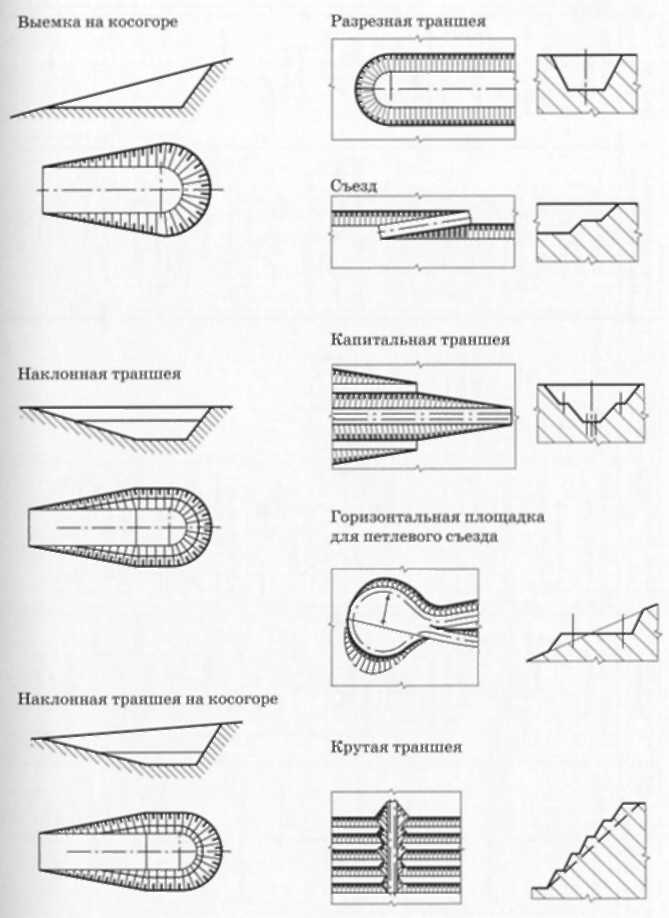 Выемка на косогоре
Наклонная траншея
Наклонная траншея на косогоре
Разрезная траншея
Съезд
Капитальная траншея
Горизонтальная площадка
для петлевого съезда
Крутая траншея